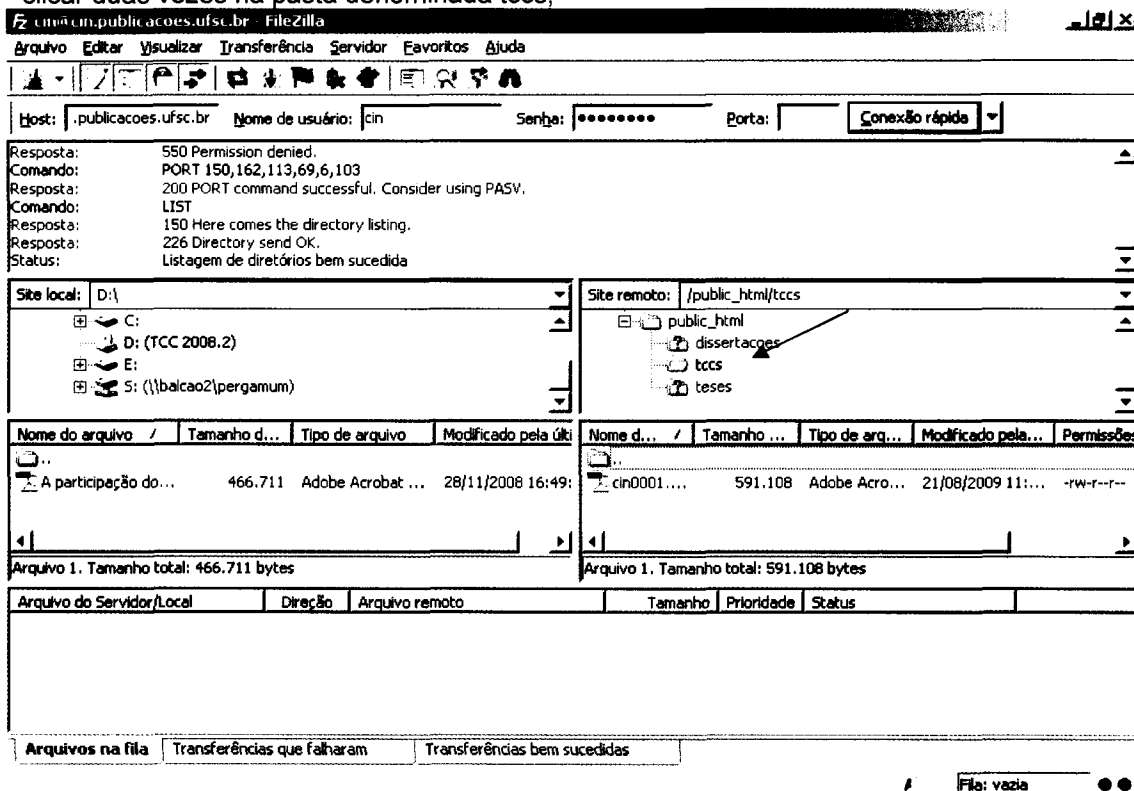 clicar duas vezes na pasta denominada tccs,
cin@cin.publicacoes.ufsc.br - FileZilla
Arquivo Editar Visualizar Transferência Servidor Favoritos Ajuda
Host: .publicacoes.ufsc.br Nome de usuário: cin Senha: •••••••• Porta: Conexão rápida
Resposta: 550 Permission denied.
Comando: PORT 150,162,113,69,6,103
Resposta: 200 PORT command successful. Consider using PASV.
Comando: LIST
Resposta: 150 Here comes the directory listing.
Resposta: 226 Directory send OK.
Status: Listagem de diretórios bem sucedida
Site local: D:\
C:
D: (TCC 2008.2)
E:
S: (\\balcao2\pergamum)
Site remoto: /public_html/tccs
public_html
dissertacoes
tccs
teses
Nome do arquivo / Tamanho d... Tipo de arquivo Modificado pela últi
..
A participação do... 466.711 Adobe Acrobat ... 28/11/2008 16:49:
Arquivo 1. Tamanho total: 466.711 bytes
Nome d... / Tamanho ... Tipo de arq... Modificado pela... Permissões
..
cin0001.... 591.108 Adobe Acro... 21/08/2009 11:... -rw-r--r--
Arquivo 1. Tamanho total: 591.108 bytes
Arquivo do Servidor/Local Direção Arquivo remoto Tamanho Prioridade Status
Arquivos na fila Transferências que falharam Transferências bem sucedidas
Fila: vazia